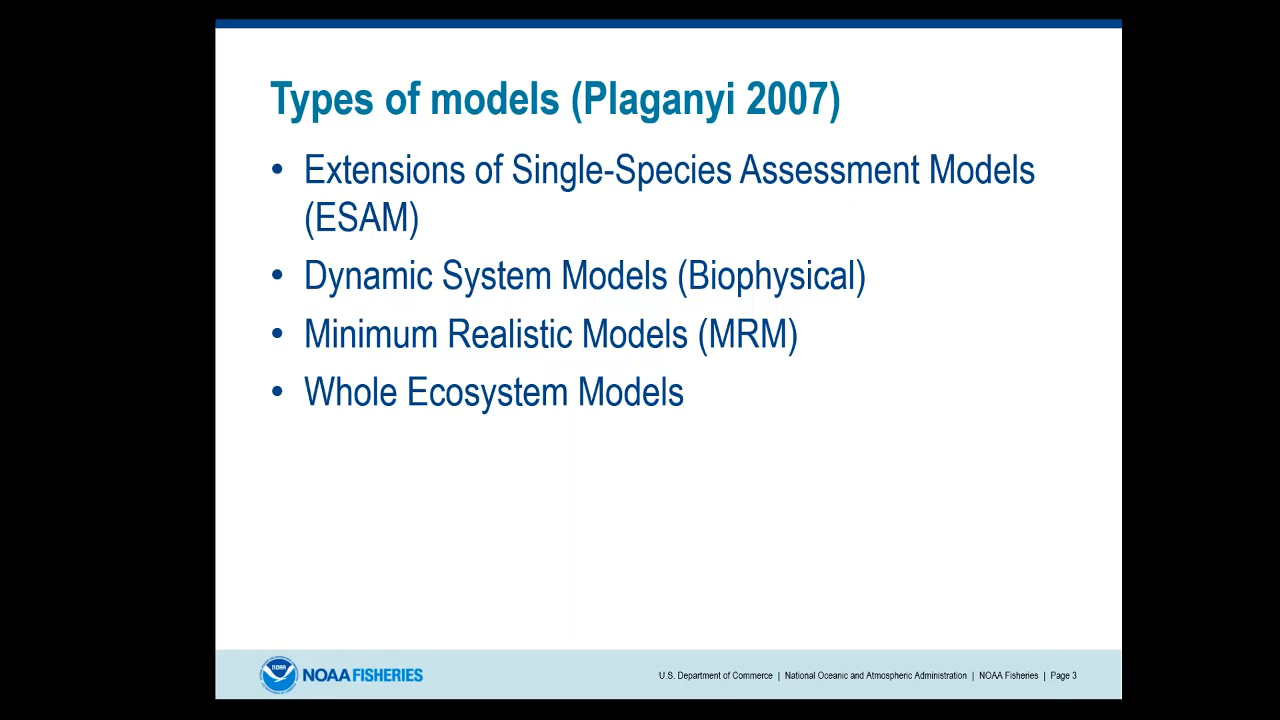 Types of models (Plaganyi 2007)
• Extensions of Single-Species Assessment Models
(ESAM)
• Dynamic System Models (Biophysical)
• Minimum Realistic Models (MRM)
• Whole Ecosystem Models
NOAA
NOAA FISHERIES
U.S. Department of Commerce | National Oceanic and Atmospheric Administration | NOAA Fisheries | Page 3